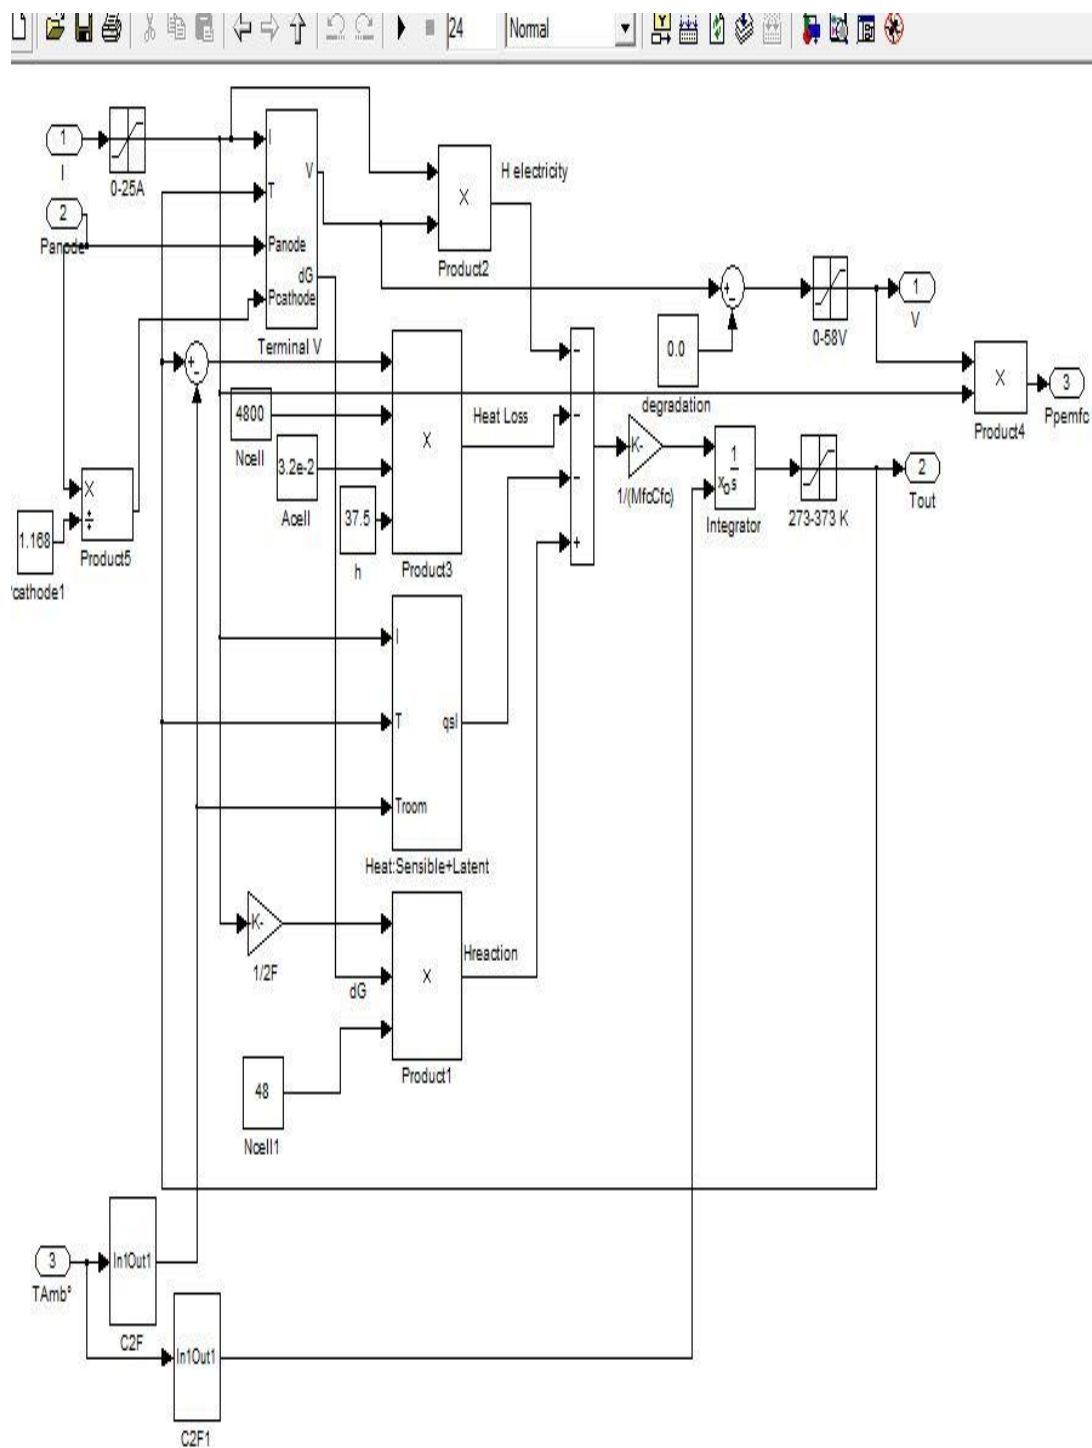 24
Normal
1
I
0-25A
2
Panode
I
T
Panode
Pcathode
V
dG
Terminal V
×
Product2
H electricity
+
-
0.0
degradation
0-58V
1
V
×
Product4
3
Ppemfc
+
-
4800
Ncell
3.2e-2
Acell
37.5
h
×
Product3
Heat Loss
-
-
-
+
K-
1/(MfcCfc)
1
s
xo
Integrator
273-373 K
2
Tout
×
÷
Product5
1.168
cathode1
I
T
Troom
qsl
Heat:Sensible+Latent
K-
1/2F
dG
×
Product1
Hreaction
48
Ncell1
3
TAmb°
In1Out1
C2F
In1Out1
C2F1